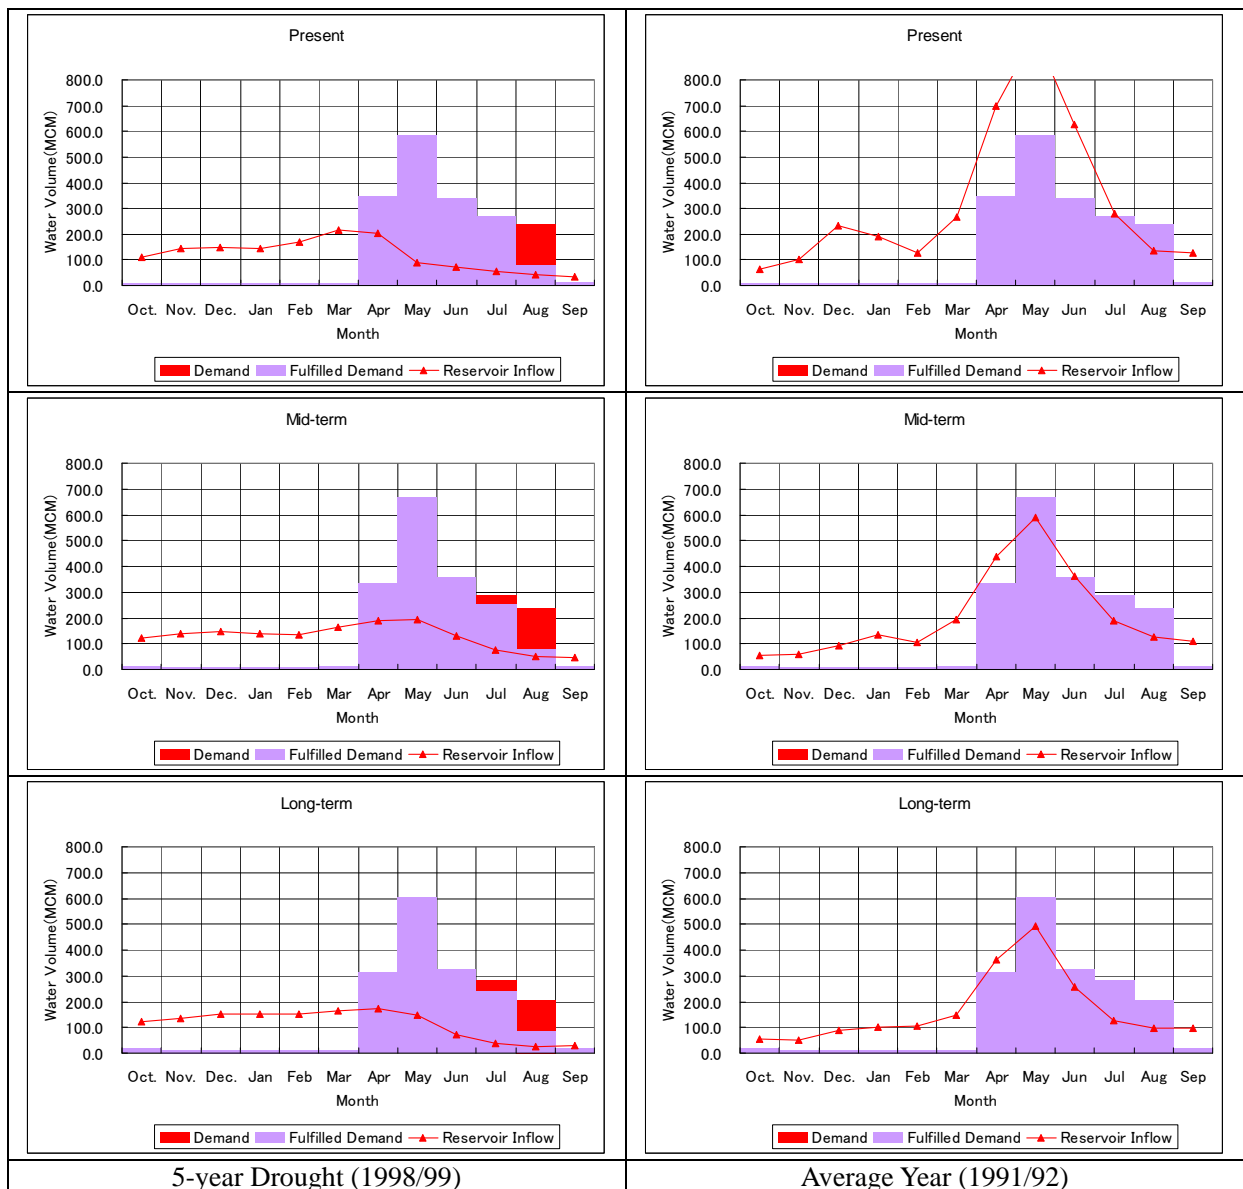 Present
Water Volume(MCM)
800.0
700.0
600.0
500.0
400.0
300.0
200.0
100.0
0.0
Oct. Nov. Dec. Jan Feb Mar Apr May Jun Jul Aug Sep
Month
Demand Fulfilled Demand Reservoir Inflow
Present
Water Volume(MCM)
800.0
700.0
600.0
500.0
400.0
300.0
200.0
100.0
0.0
Oct. Nov. Dec. Jan Feb Mar Apr May Jun Jul Aug Sep
Month
Demand Fulfilled Demand Reservoir Inflow
Mid-term
Water Volume(MCM)
800.0
700.0
600.0
500.0
400.0
300.0
200.0
100.0
0.0
Oct. Nov. Dec. Jan Feb Mar Apr May Jun Jul Aug Sep
Month
Demand Fulfilled Demand Reservoir Inflow
Mid-term
Water Volume(MCM)
800.0
700.0
600.0
500.0
400.0
300.0
200.0
100.0
0.0
Oct. Nov. Dec. Jan Feb Mar Apr May Jun Jul Aug Sep
Month
Demand Fulfilled Demand Reservoir Inflow
Long-term
Water Volume(MCM)
800.0
700.0
600.0
500.0
400.0
300.0
200.0
100.0
0.0
Oct. Nov. Dec. Jan Feb Mar Apr May Jun Jul Aug Sep
Month
Demand Fulfilled Demand Reservoir Inflow
Long-term
Water Volume(MCM)
800.0
700.0
600.0
500.0
400.0
300.0
200.0
100.0
0.0
Oct. Nov. Dec. Jan Feb Mar Apr May Jun Jul Aug Sep
Month
Demand Fulfilled Demand Reservoir Inflow
5-year Drought (1998/99)
Average Year (1991/92)